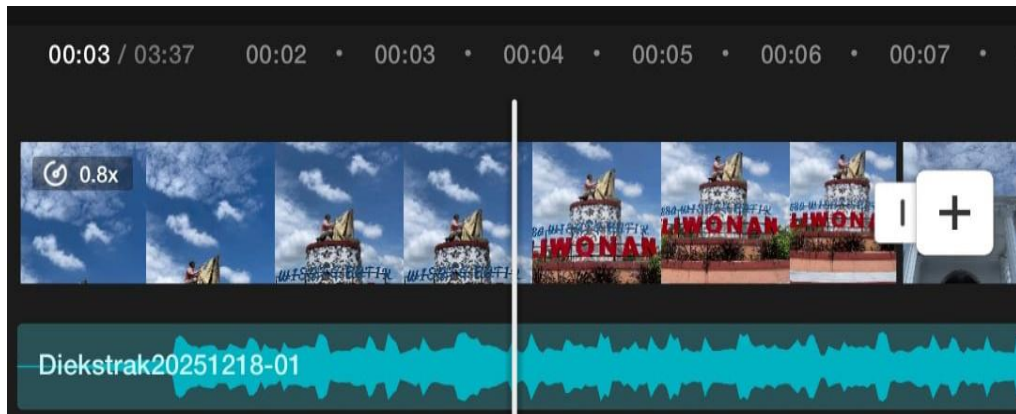 00:03 / 03:37 00:02 • 00:03 • 00:04 • 00:05 • 00:06 • 00:07 •
0.8x
LIWONAN
LIWONAN
LIWONAN
Diekstrak20251218-01